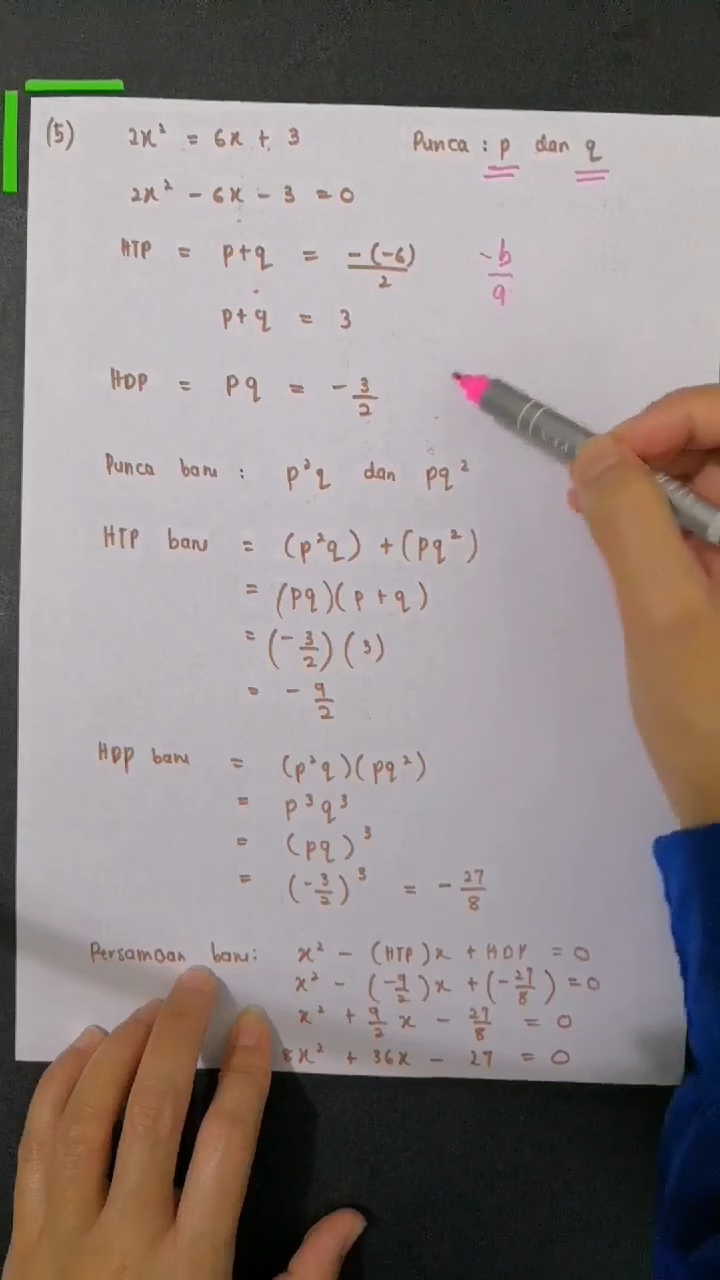 (5) 2x² = 6x + 3 Punca : p dan q
2x² - 6x - 3 = 0
HTP = p+q = -(-6)/2 -b/a
p+q = 3
HDP = pq = -3/2
Punca baru : p²q dan pq²
HTP baru = (p²q) + (pq²)
= (pq)(p + q)
= (-3/2)(3)
= -9/2
HDP baru = (p²q)(pq²)
= p³q³
= (pq)³
= (-3/2)³ = -27/8
Persamaan baru: x² - (HTP)x + HDP = 0
x² - (-9/2)x + (-27/8) = 0
x² + 9/2 x - 27/8 = 0
8x² + 36x - 27 = 0